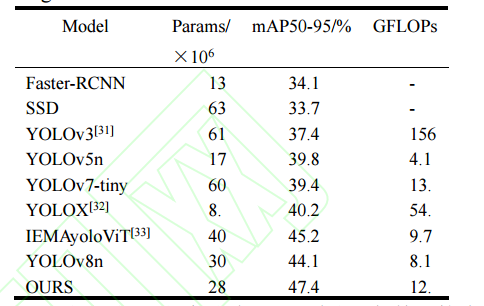 Model Params/ mAP50-95/% GFLOPs
×10⁶
Faster-RCNN 13 34.1 -
SSD 63 33.7 -
YOLOv3[31] 61 37.4 156
YOLOv5n 17 39.8 4.1
YOLOv7-tiny 60 39.4 13.
YOLOX[32] 8. 40.2 54.
IEMAyoloViT[33] 40 45.2 9.7
YOLOv8n 30 44.1 8.1
OURS 28 47.4 12.